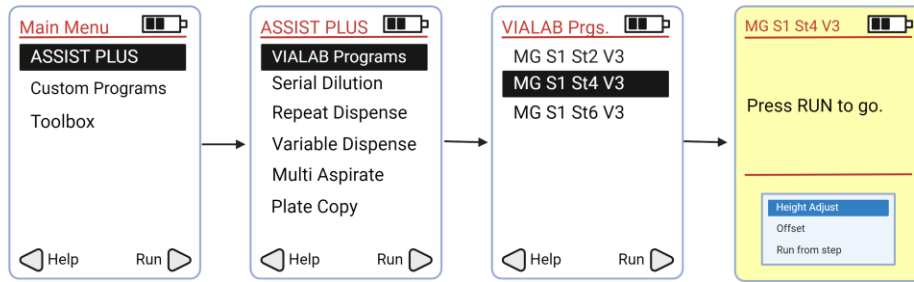 Main Menu
ASSIST PLUS
Custom Programs
Toolbox
Help
Run
ASSIST PLUS
VIALAB Programs
Serial Dilution
Repeat Dispense
Variable Dispense
Multi Aspirate
Plate Copy
Help
Run
VIALAB Prgs.
MG S1 St2 V3
MG S1 St4 V3
MG S1 St6 V3
Help
Run
MG S1 St4 V3
Press RUN to go.
Height Adjust
Offset
Run from step